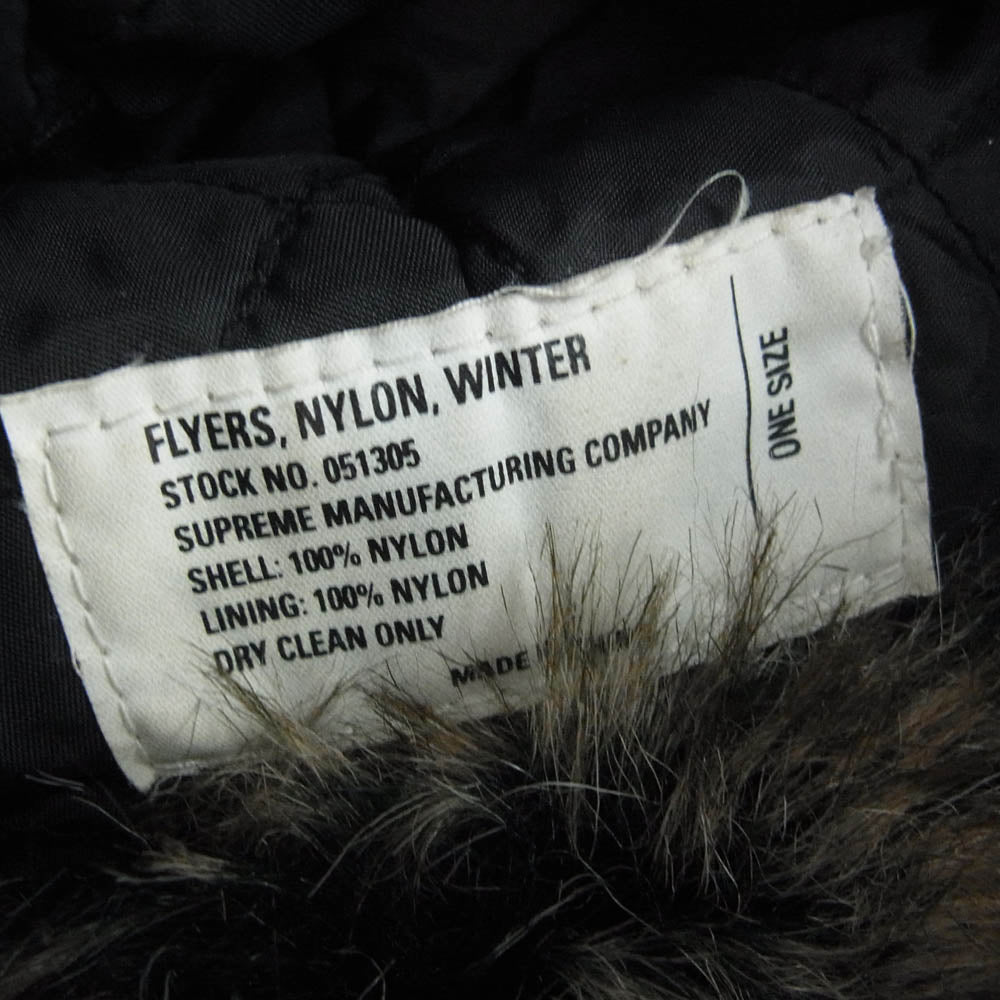 FLYERS, NYLON, WINTER
STOCK NO. 051305
SUPREME MANUFACTURING COMPANY
SHELL: 100% NYLON
LINING: 100% NYLON
DRY CLEAN ONLY
MADE
ONE SIZE